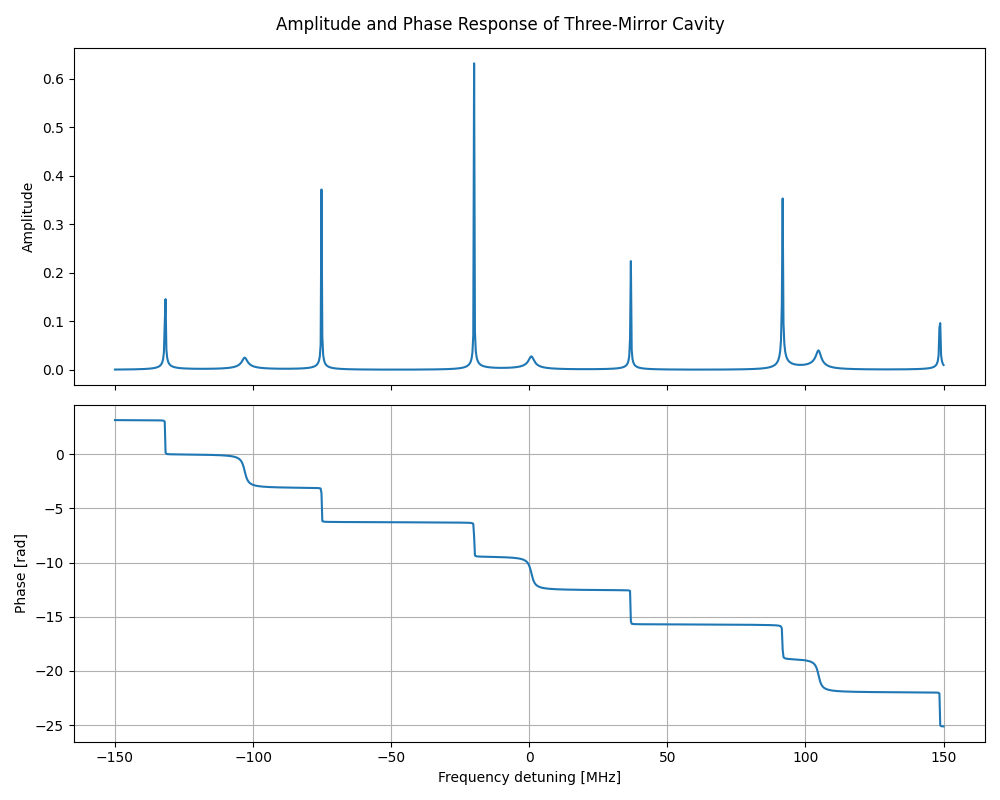 Amplitude and Phase Response of Three-Mirror Cavity
0.6
0.5
0.4
0.3
0.2
0.1
0.0
Amplitude
0
−5
−10
−15
−20
−25
Phase [rad]
−150 −100 −50 0 50 100 150
Frequency detuning [MHz]